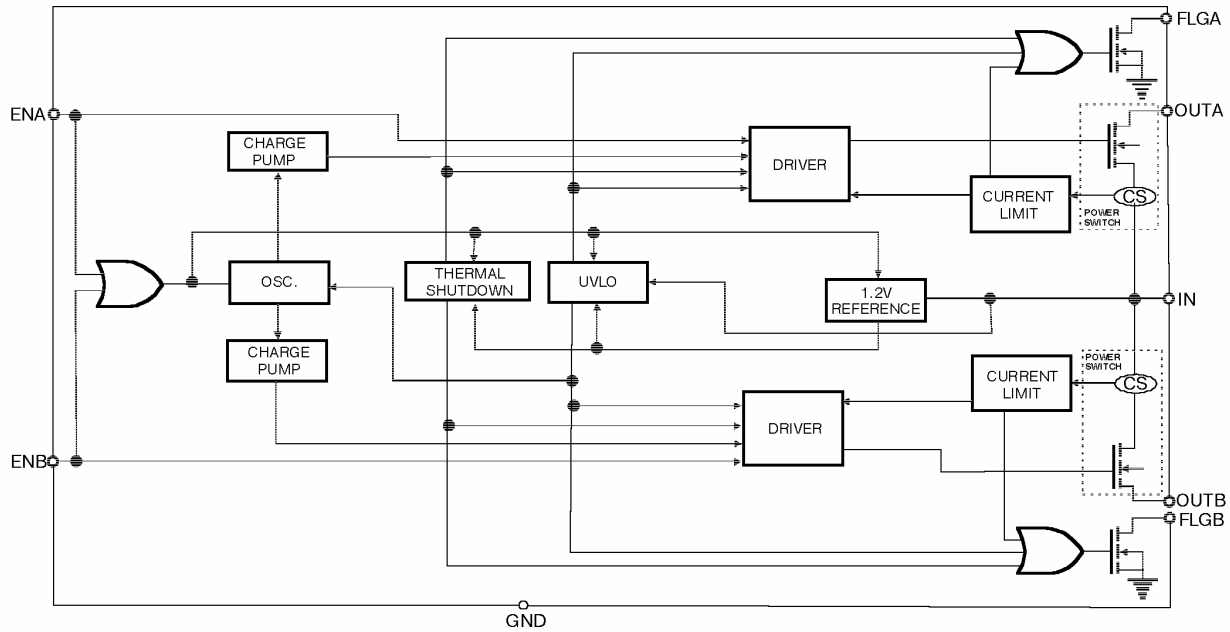 FLGA
ENA
OUTA
CHARGE
PUMP
DRIVER
CURRENT
LIMIT
CS
POWER
SWITCH
OSC.
THERMAL
SHUTDOWN
UVLO
1.2V
REFERENCE
IN
CHARGE
PUMP
POWER
SWITCH
CURRENT
LIMIT
CS
DRIVER
ENB
OUTB
FLGB
GND